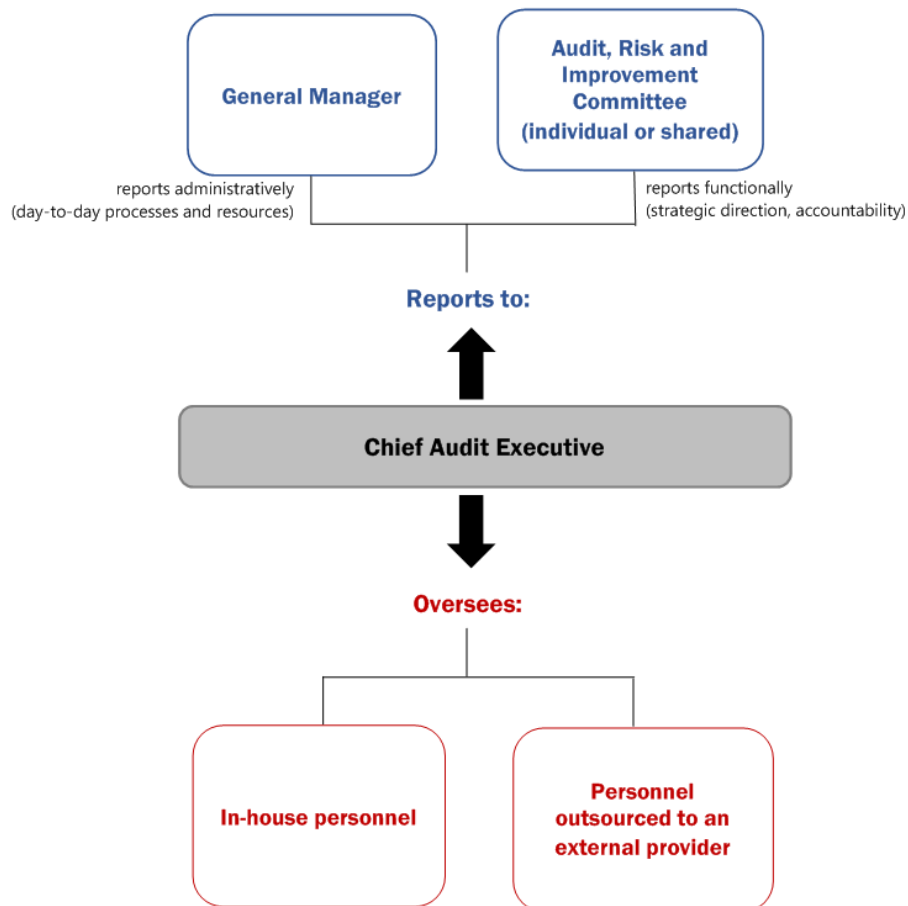 General Manager
Audit, Risk and
Improvement
Committee
(individual or shared)
reports administratively
(day-to-day processes and resources)
reports functionally
(strategic direction, accountability)
Reports to:
Chief Audit Executive
Oversees:
In-house personnel
Personnel
outsourced to an
external provider